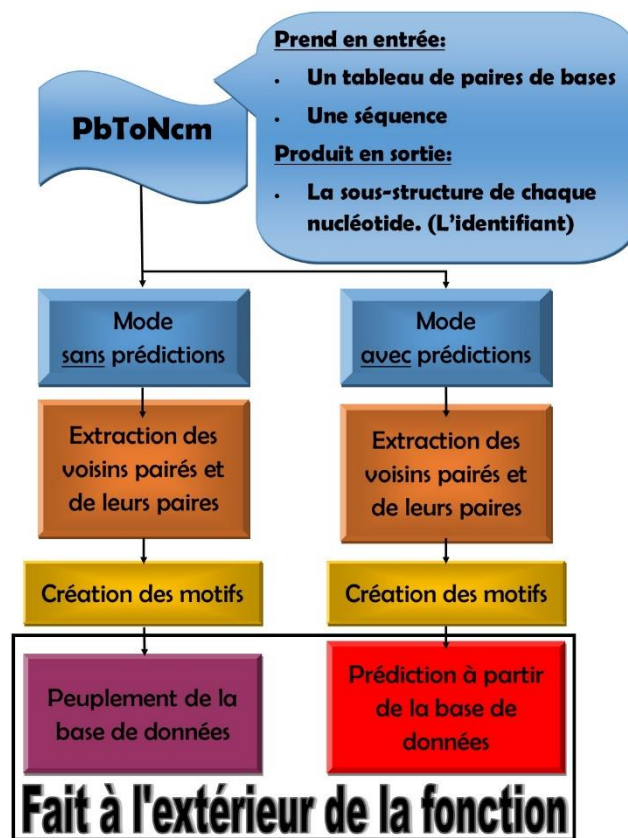 PbToNcm
Prend en entrée:
• Un tableau de paires de bases
• Une séquence
Produit en sortie:
• La sous-structure de chaque
nucléotide. (L'identifiant)
Mode
sans prédictions
Mode
avec prédictions
Extraction des
voisins pairés et
de leurs paires
Extraction des
voisins pairés et
de leurs paires
Création des motifs
Création des motifs
Peuplement de la
base de données
Prédiction à partir
de la base de
données
Fait à l'extérieur de la fonction